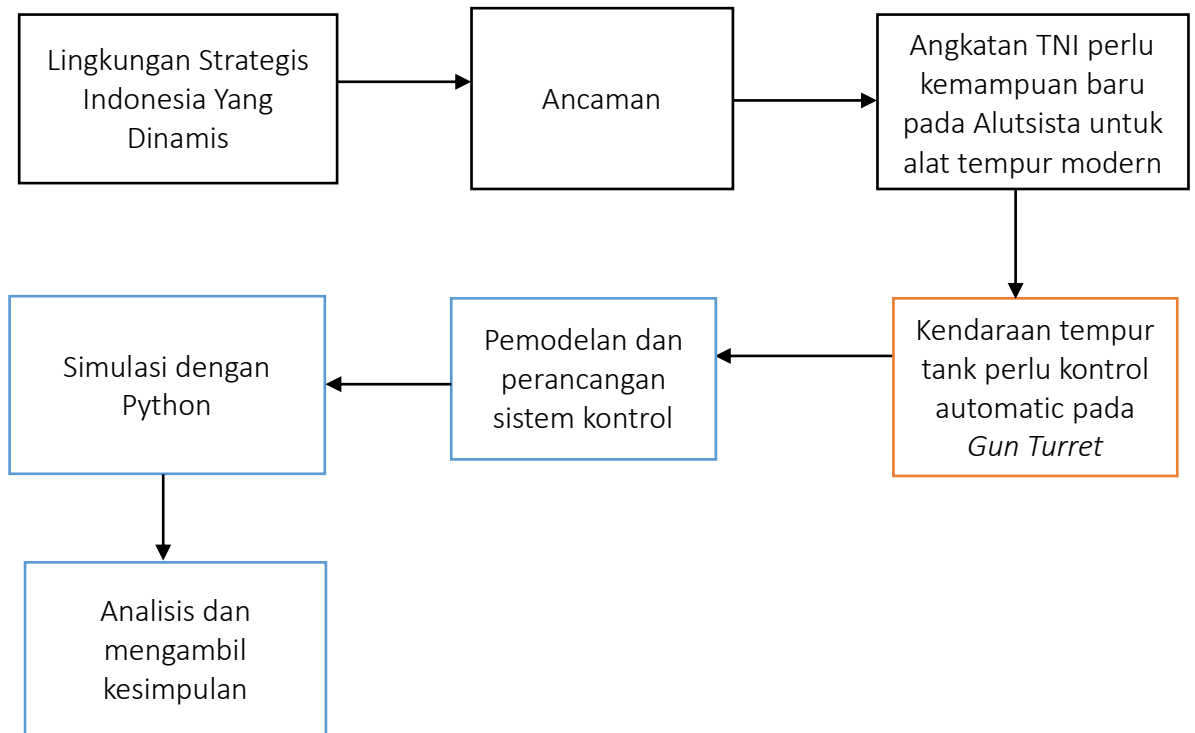 Lingkungan Strategis
Indonesia Yang
Dinamis
Ancaman
Angkatan TNI perlu
kemampuan baru
pada Alutsista untuk
alat tempur modern
Kendaraan tempur
tank perlu kontrol
automatic pada
Gun Turret
Pemodelan dan
perancangan
sistem kontrol
Simulasi dengan
Python
Analisis dan
mengambil
kesimpulan